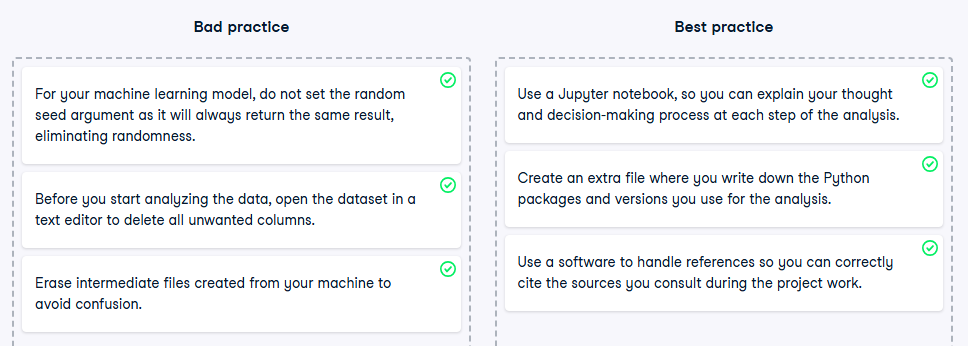 Bad practice
For your machine learning model, do not set the random
seed argument as it will always return the same result,
eliminating randomness.
Before you start analyzing the data, open the dataset in a
text editor to delete all unwanted columns.
Erase intermediate files created from your machine to
avoid confusion.
Best practice
Use a Jupyter notebook, so you can explain your thought
and decision-making process at each step of the analysis.
Create an extra file where you write down the Python
packages and versions you use for the analysis.
Use a software to handle references so you can correctly
cite the sources you consult during the project work.